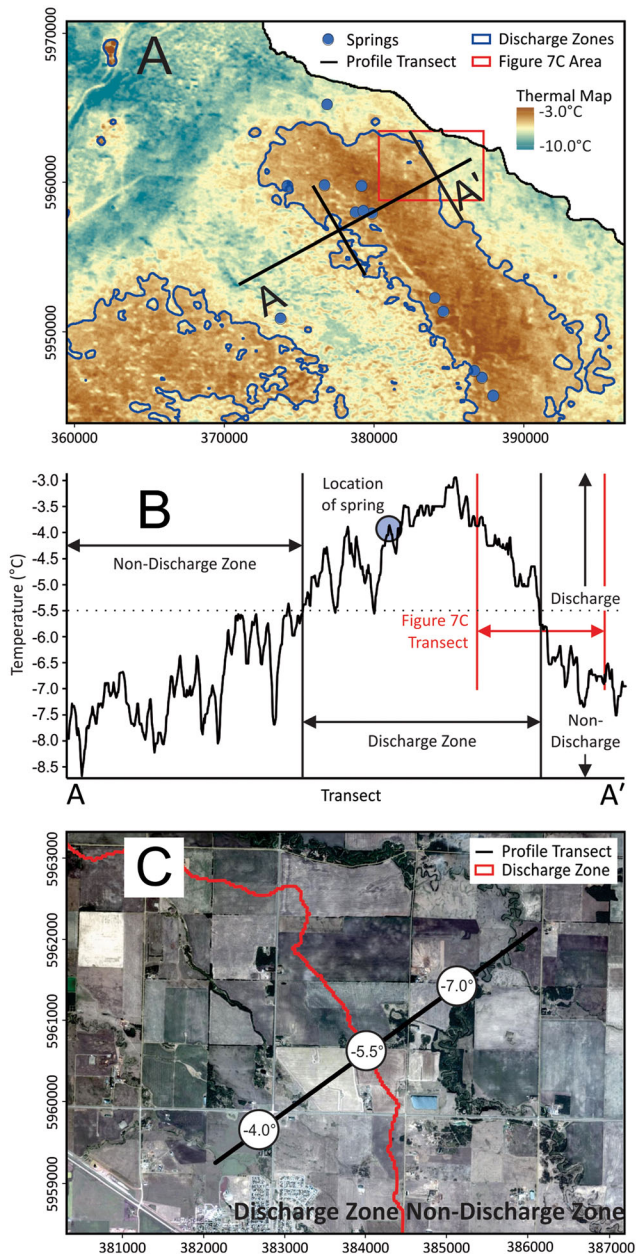 5970000
5960000
5950000
A
Springs
Profile Transect
Discharge Zones
Figure 7C Area
Thermal Map
-3.0°C
-10.0°C
A
A'
360000
370000
380000
390000
-3.0
-3.5
-4.0
-4.5
-5.0
-5.5
-6.0
-6.5
-7.0
-7.5
-8.0
-8.5
Temperature (°C)
B
Location
of spring
Non-Discharge Zone
Discharge
Figure 7C
Transect
Discharge Zone
Non-
Discharge
A
Transect
A'
5963000
5962000
5961000
5960000
5959000
C
Profile Transect
Discharge Zone
-7.0°
-5.5°
-4.0°
Discharge Zone Non-Discharge Zone
381000
382000
383000
384000
385000
386000
387000